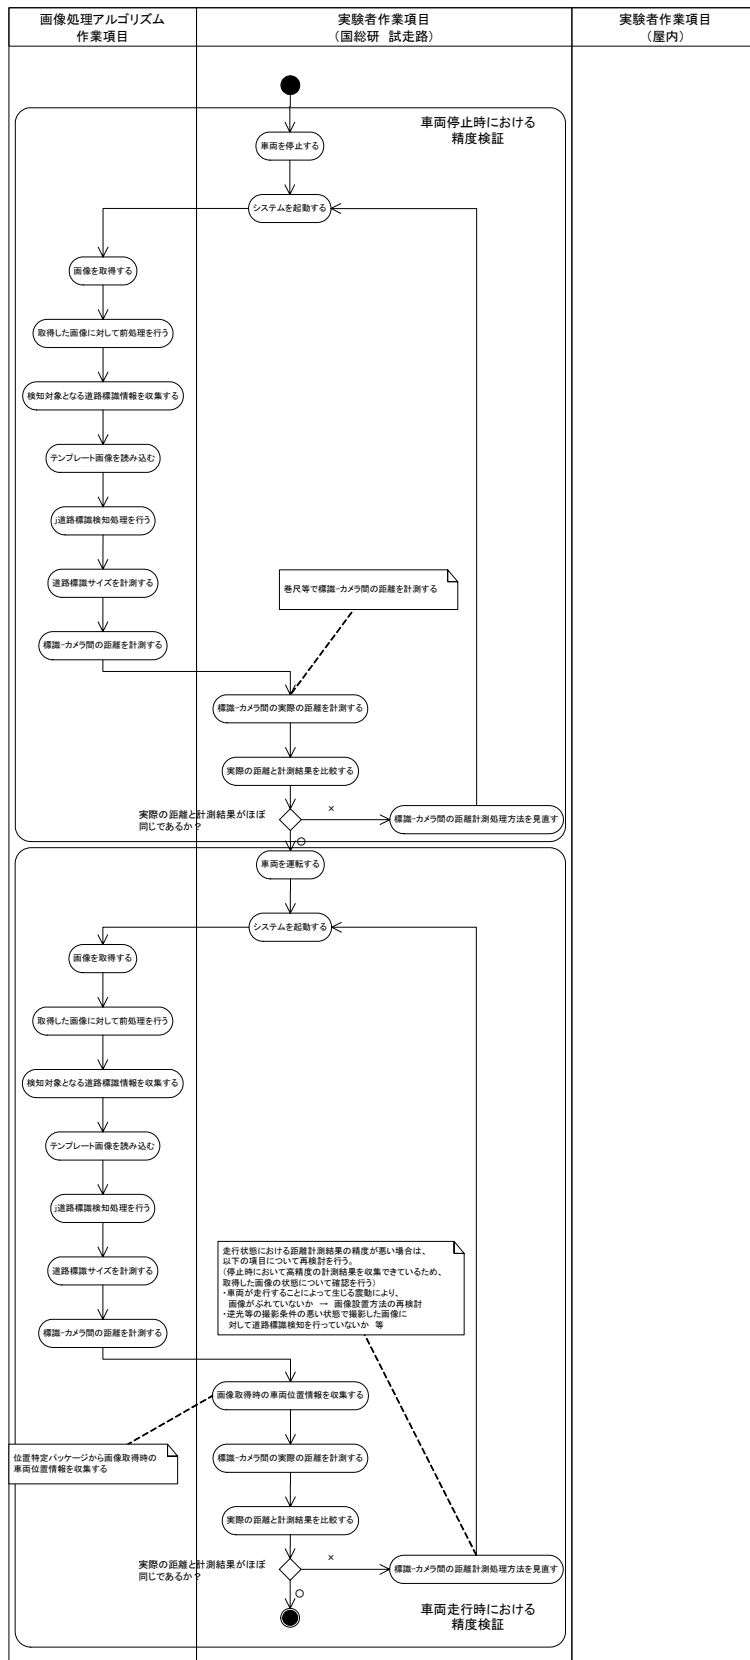 画像処理アルゴリズム
作業項目
実験者作業項目
（国総研　試走路）
実験者作業項目
（屋内）
車両停止時における
精度検証
車両を停止する
システムを起動する
画像を取得する
取得した画像に対して前処理を行う
検知対象となる道路標識情報を収集する
テンプレート画像を読み込む
j道路標識検知処理を行う
道路標識サイズを計測する
巻尺等で標識-カメラ間の距離を計測する
標識-カメラ間の距離を計測する
標識-カメラ間の実際の距離を計測する
実際の距離と計測結果を比較する
実際の距離と計測結果がほぼ
同じであるか？
×
標識-カメラ間の距離計測処理方法を見直す
○
車両を運転する
システムを起動する
画像を取得する
取得した画像に対して前処理を行う
検知対象となる道路標識情報を収集する
テンプレート画像を読み込む
j道路標識検知処理を行う
道路標識サイズを計測する
走行状態における距離計測結果の精度が悪い場合は、
以下の項目について再検討を行う。
（停止時において高精度の計測結果を収集できているため、
取得した画像の状態について確認を行う）
・車両が走行することによって生じる震動により、
画像がぶれていないか　→　画像設置方法の再検討
・逆光等の撮影条件の悪い状態で撮影した画像に
対して道路標識検知を行っていないか　等
標識-カメラ間の距離を計測する
画像取得時の車両位置情報を収集する
位置特定パッケージから画像取得時の
車両位置情報を収集する
標識-カメラ間の実際の距離を計測する
実際の距離と計測結果を比較する
実際の距離と計測結果がほぼ
同じであるか？
×
標識-カメラ間の距離計測処理方法を見直す
○
車両走行時における
精度検証